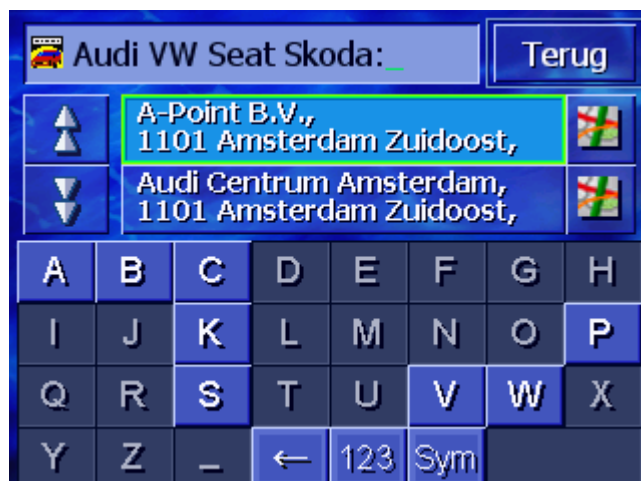 Audi VW Seat Skoda:_
Terug
A-Point B.V.,
1101 Amsterdam Zuidoost,
Audi Centrum Amsterdam,
1101 Amsterdam Zuidoost,
A B C D E F G H
I J K L M N O P
Q R S T U V W X
Y Z _ ← 123 Sym